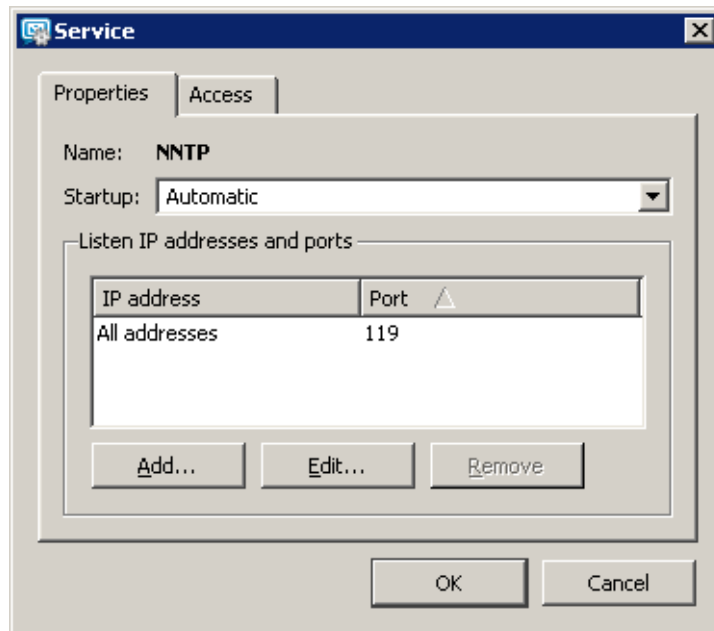 Service
Properties Access
Name: NNTP
Startup: Automatic
Listen IP addresses and ports
IP address Port
All addresses 119
Add... Edit... Remove
OK Cancel